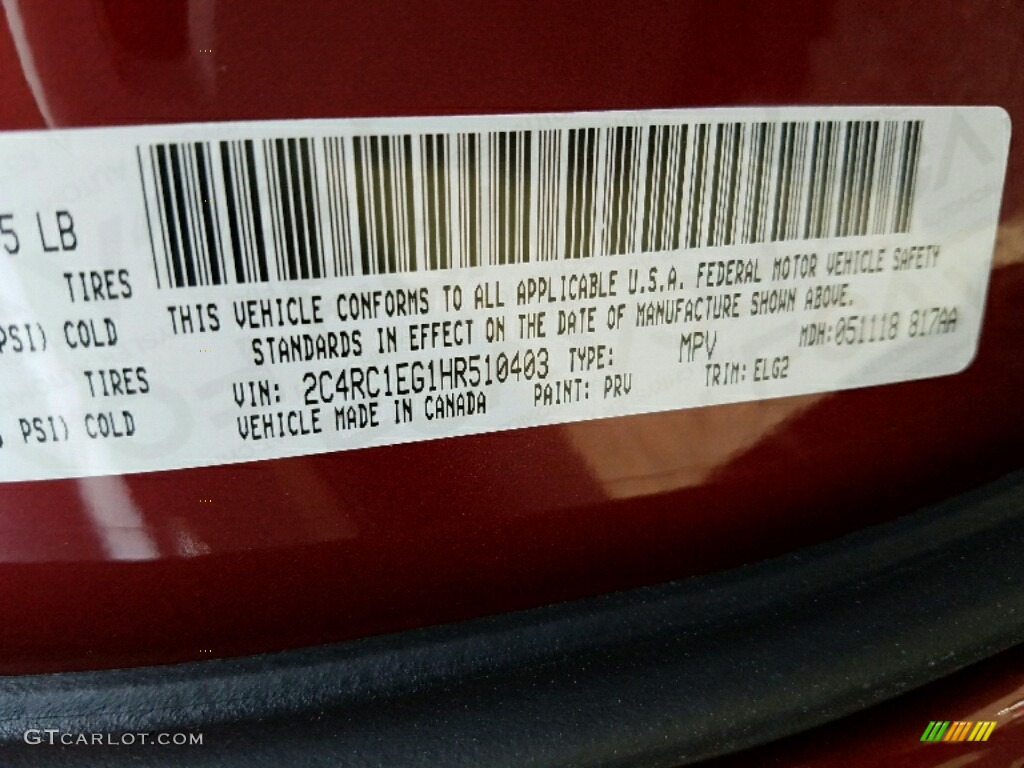 5 LB
TIRES
PSI) COLD
TIRES
PSI) COLD
THIS VEHICLE CONFORMS TO ALL APPLICABLE U.S.A. FEDERAL MOTOR VEHICLE SAFETY
STANDARDS IN EFFECT ON THE DATE OF MANUFACTURE SHOWN ABOVE.
VIN: 2C4RC1EG1HR510403 TYPE: MPV MDH:051118 817AA
VEHICLE MADE IN CANADA PAINT: PRV TRIM: ELG2
GTCARLOT.COM